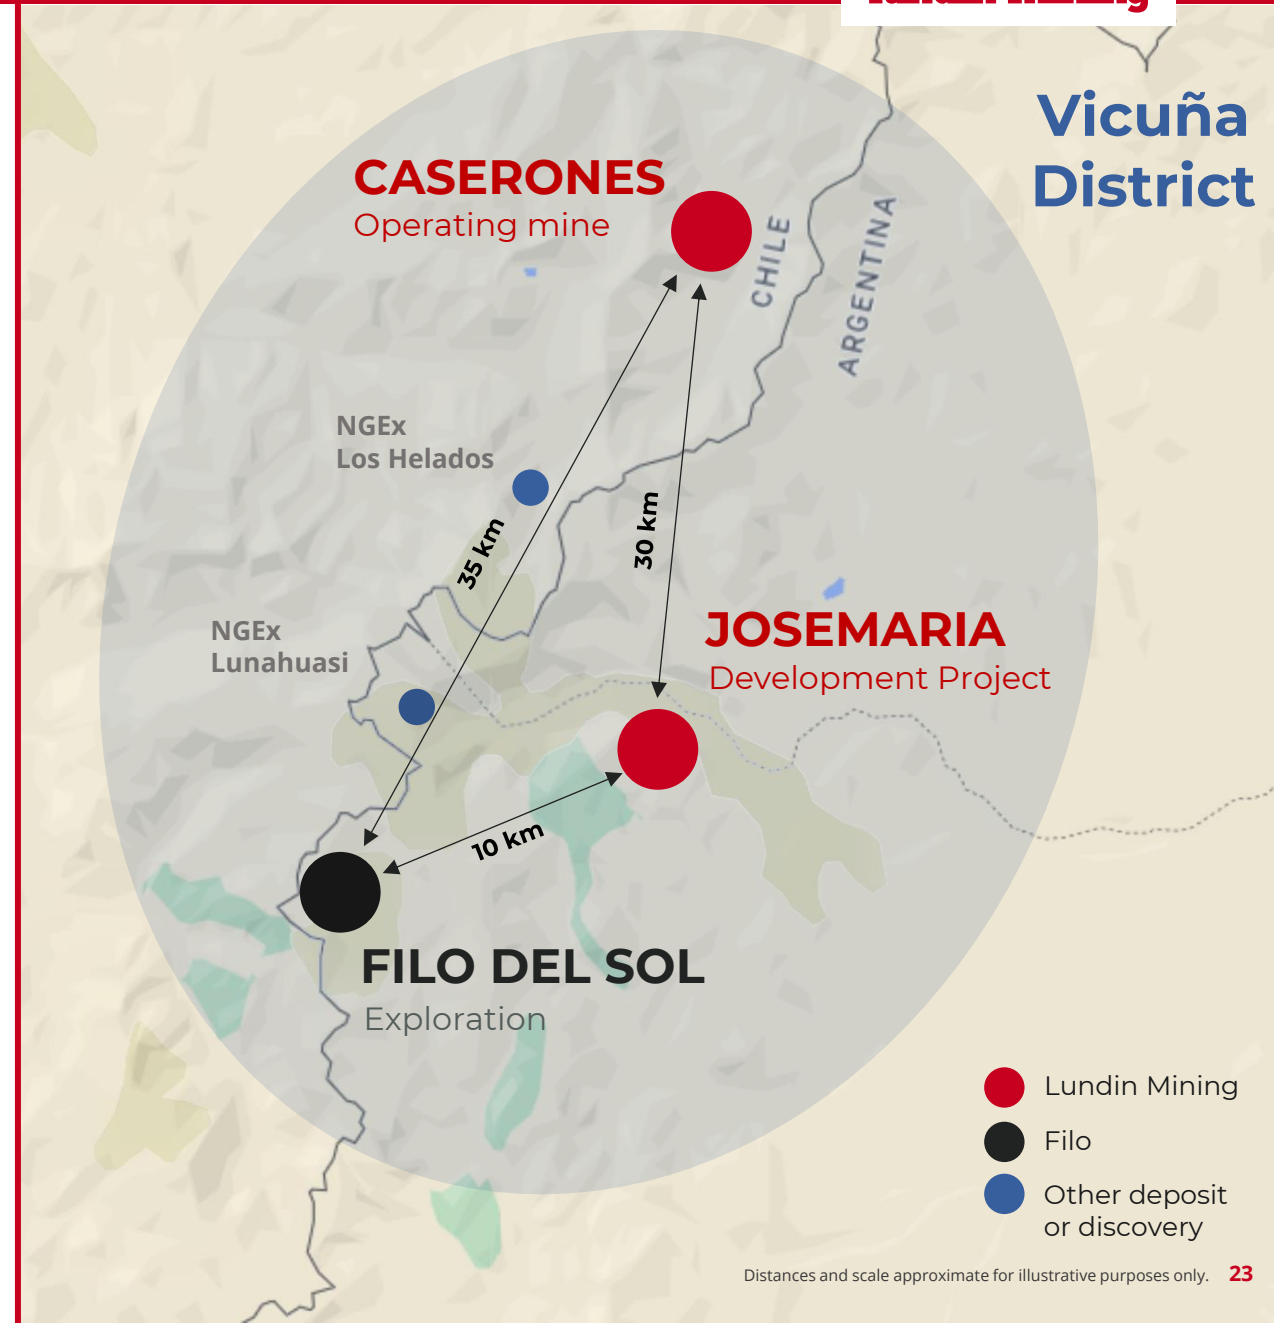 Vicuña
District
CASERONES
Operating mine
CHILE
ARGENTINA
NGEx
Los Helados
35 km
30 km
NGEx
Lunahuasi
JOSEMARIA
Development Project
10 km
FILO DEL SOL
Exploration
Lundin Mining
Filo
Other deposit
or discovery
Distances and scale approximate for illustrative purposes only. 23